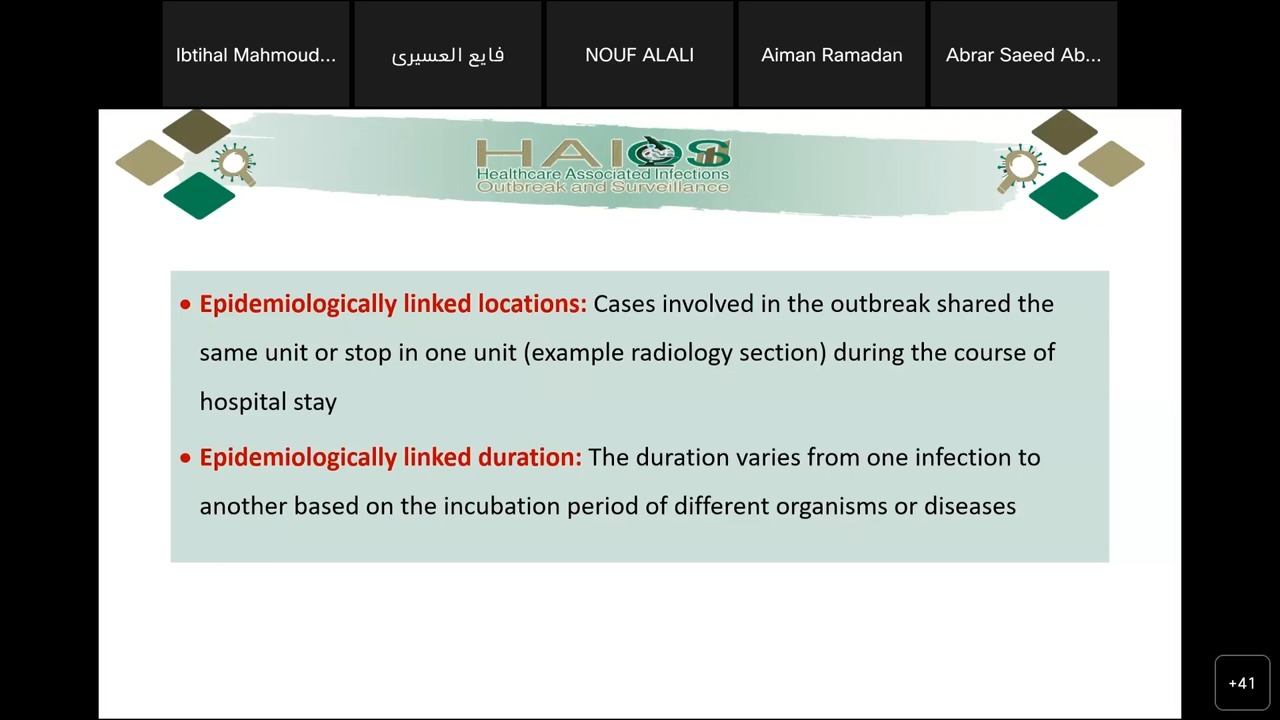 Ibtihal Mahmoud...
فايع العسيرى
NOUF ALALI
Aiman Ramadan
Abrar Saeed Ab...
HAIOS
Healthcare Associated Infections
Outbreak and Surveillance
• Epidemiologically linked locations: Cases involved in the outbreak shared the
same unit or stop in one unit (example radiology section) during the course of
hospital stay
• Epidemiologically linked duration: The duration varies from one infection to
another based on the incubation period of different organisms or diseases
+41